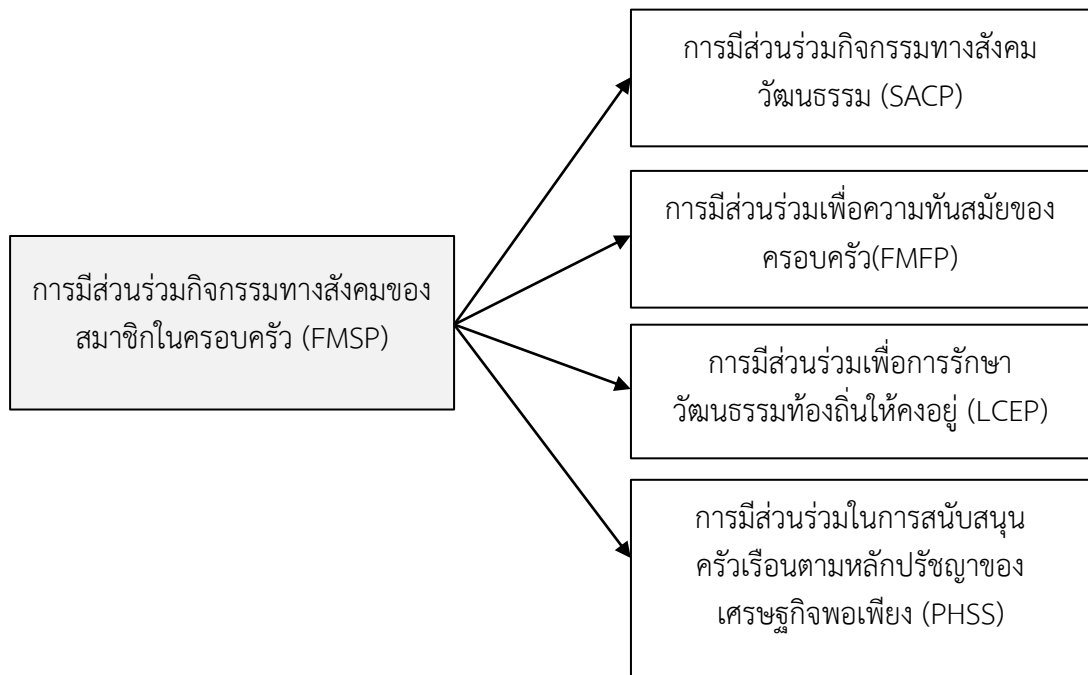 การมีส่วนร่วมกิจกรรมทางสังคมของ
สมาชิกในครอบครัว (FMSP)
การมีส่วนร่วมกิจกรรมทางสังคม
วัฒนธรรม (SACP)
การมีส่วนร่วมเพื่อความทันสมัยของ
ครอบครัว(FMFP)
การมีส่วนร่วมเพื่อการรักษา
วัฒนธรรมท้องถิ่นให้คงอยู่ (LCEP)
การมีส่วนร่วมในการสนับสนุน
ครัวเรือนตามหลักปรัชญาของ
เศรษฐกิจพอเพียง (PHSS)